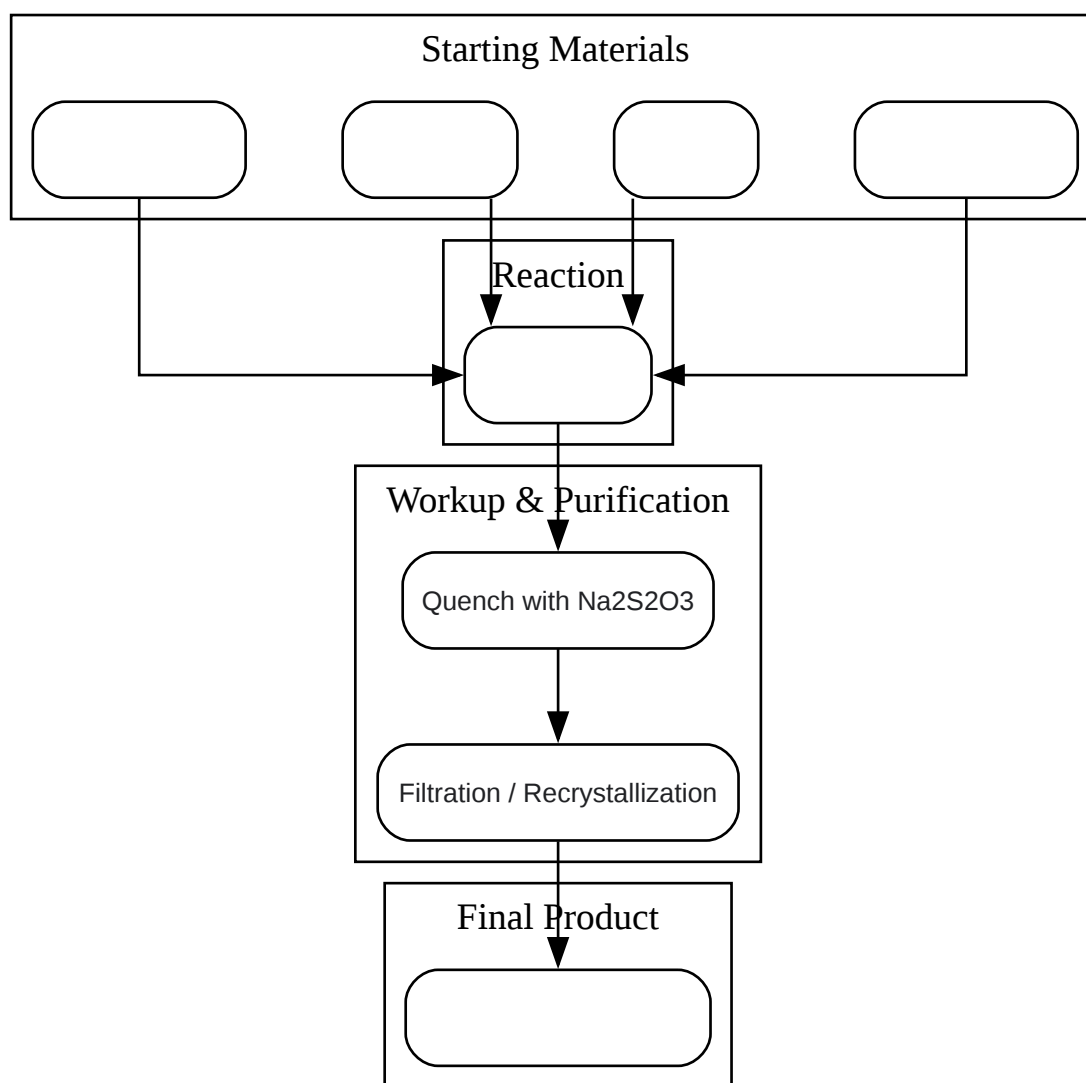 Starting Materials
Reaction
Workup & Purification
Quench with Na2S2O3
Filtration / Recrystallization
Final Product